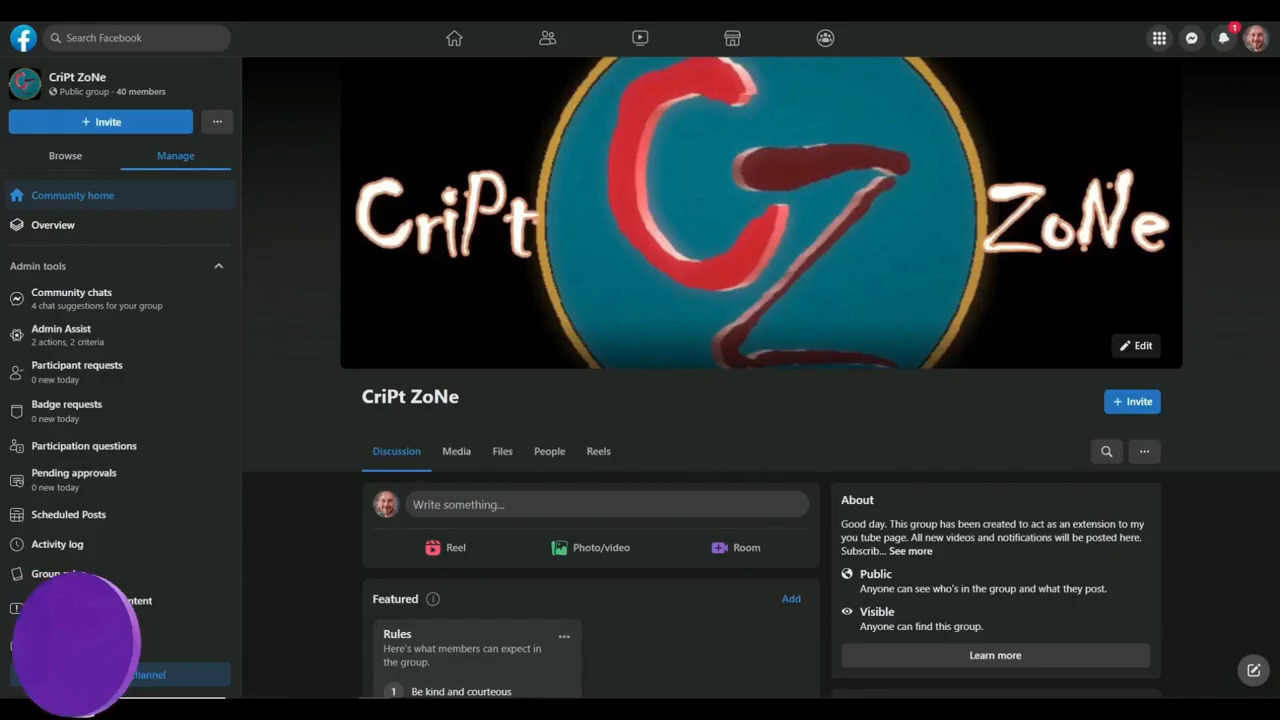 Search Facebook
1
CriPt ZoNe
Public group · 40 members
+ Invite
Browse
Manage
Community home
Overview
Admin tools
Community chats
4 chat suggestions for your group
Admin Assist
2 actions, 2 criteria
Participant requests
0 new today
Badge requests
0 new today
Participation questions
Pending approvals
0 new today
Scheduled Posts
Activity log
Group
CriPt
CZ
ZoNe
Edit
CriPt ZoNe
+ Invite
Discussion
Media
Files
People
Reels
Write something...
Reel
Photo/video
Room
Featured
Add
Rules
Here's what members can expect in
the group.
1 Be kind and courteous
About
Good day. This group has been created to act as an extension to my
you tube page. All new videos and notifications will be posted here.
Subscrib... See more
Public
Anyone can see who's in the group and what they post.
Visible
Anyone can find this group.
Learn more